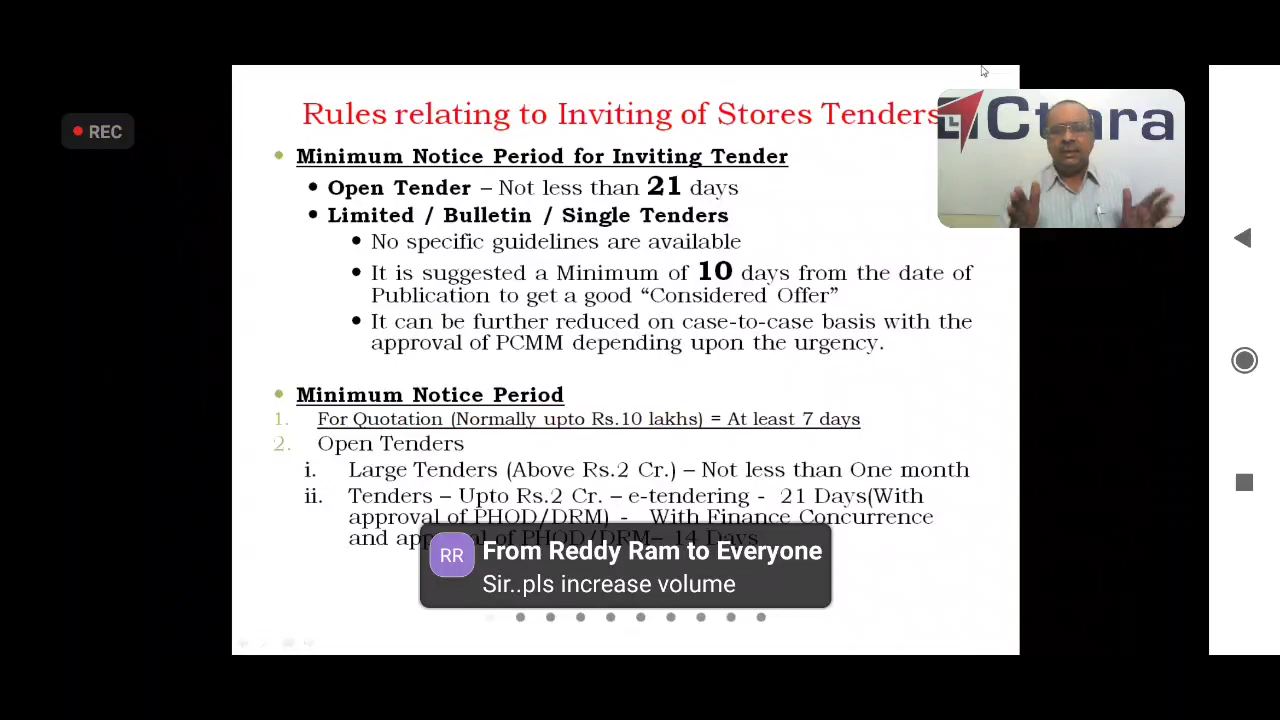 REC
Rules relating to Inviting of Stores Tenders
Minimum Notice Period for Inviting Tender
Open Tender – Not less than 21 days
Limited / Bulletin / Single Tenders
No specific guidelines are available
It is suggested a Minimum of 10 days from the date of
Publication to get a good “Considered Offer”
It can be further reduced on case-to-case basis with the
approval of PCMM depending upon the urgency.
Minimum Notice Period
1. For Quotation (Normally upto Rs.10 lakhs) = At least 7 days
2. Open Tenders
i. Large Tenders (Above Rs.2 Cr.) – Not less than One month
ii. Tenders – Upto Rs.2 Cr. – e-tendering - 21 Days(With
approval of PHOD/DRM) - With Finance Concurrence
and approval of PHOD/DRM– 14 Days
RR
From Reddy Ram to Everyone
Sir..pls increase volume